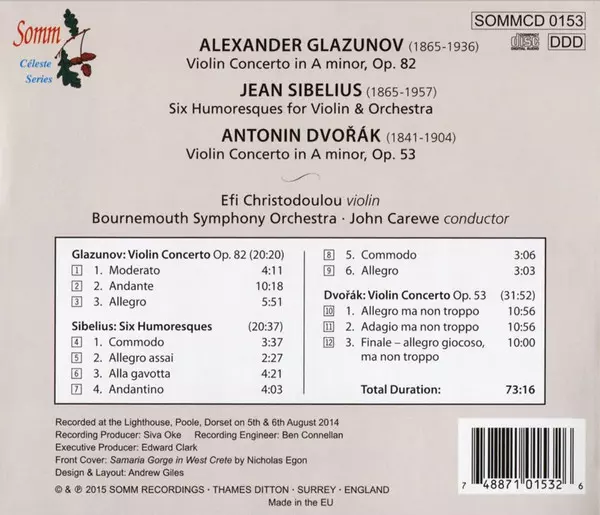 Somm
Céleste
Series
SOMMCD 0153
COMPACT
disc
DIGITAL AUDIO
DDD
ALEXANDER GLAZUNOV (1865-1936)
Violin Concerto in A minor, Op. 82
JEAN SIBELIUS (1865-1957)
Six Humoresques for Violin & Orchestra
ANTONIN DVOŘÁK (1841-1904)
Violin Concerto in A minor, Op. 53
Efi Christodoulou violin
Bournemouth Symphony Orchestra · John Carewe conductor
Glazunov: Violin Concerto Op. 82 (20:20)
1 1. Moderato 4:11
2 2. Andante 10:18
3 3. Allegro 5:51
Sibelius: Six Humoresques (20:37)
4 1. Commodo 3:37
5 2. Allegro assai 2:27
6 3. Alla gavotta 4:21
7 4. Andantino 4:03
8 5. Commodo 3:06
9 6. Allegro 3:03
Dvořák: Violin Concerto Op. 53 (31:52)
10 1. Allegro ma non troppo 10:56
11 2. Adagio ma non troppo 10:56
12 3. Finale – allegro giocoso, 10:00
ma non troppo
Total Duration: 73:16
Recorded at the Lighthouse, Poole, Dorset on 5th & 6th August 2014
Recording Producer: Siva Oke Recording Engineer: Ben Connellan
Executive Producer: Edward Clark
Front Cover: Samaria Gorge in West Crete by Nicholas Egon
Design & Layout: Andrew Giles
© & ℗ 2015 SOMM RECORDINGS · THAMES DITTON · SURREY · ENGLAND
Made in the EU
7 48871 01532 6